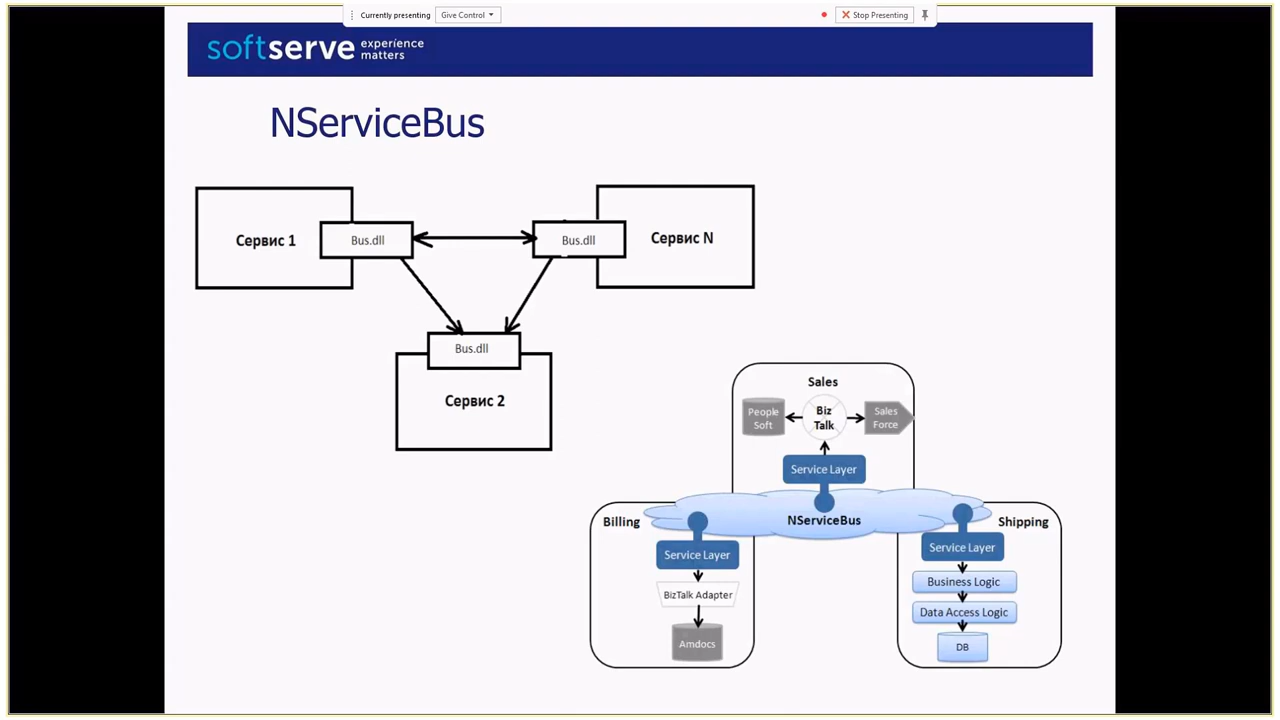 Currently presenting
Give Control
Stop Presenting
softserve
experience
matters
NServiceBus
Сервис 1
Bus.dll
Bus.dll
Сервис N
Bus.dll
Сервис 2
Sales
People
Soft
Biz
Talk
Sales
Force
Service Layer
NServiceBus
Billing
Service Layer
BizTalk Adapter
Amdocs
Shipping
Service Layer
Business Logic
Data Access Logic
DB